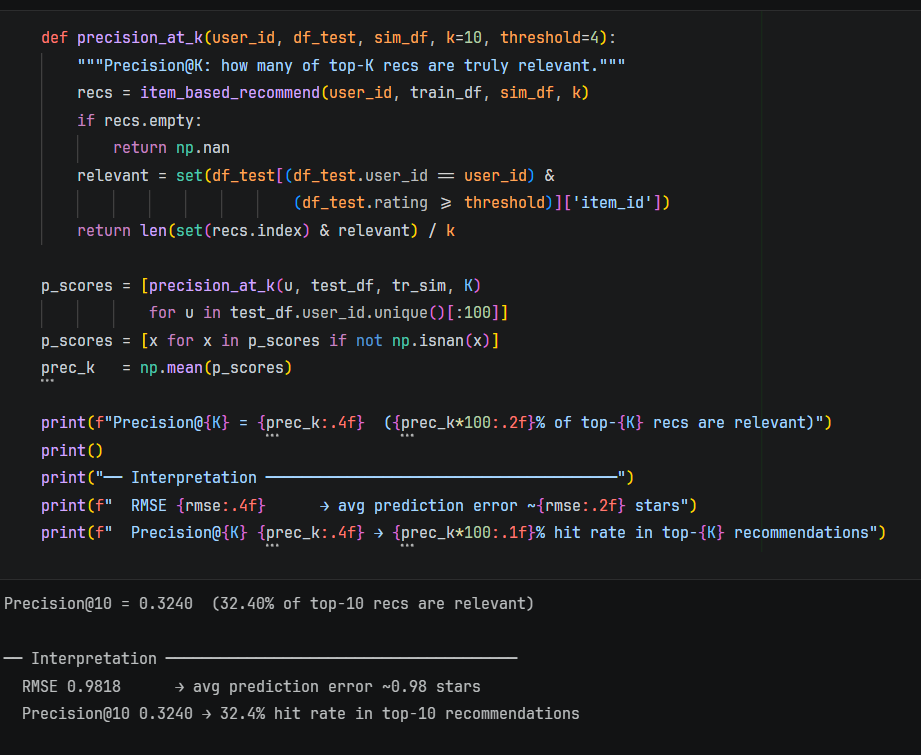 def precision_at_k(user_id, df_test, sim_df, k=10, threshold=4):
    """Precision@K: how many of top-K recs are truly relevant."""
    recs = item_based_recommend(user_id, train_df, sim_df, k)
    if recs.empty:
        return np.nan
    relevant = set(df_test[(df_test.user_id == user_id) &
                            (df_test.rating >= threshold)]['item_id'])
    return len(set(recs.index) & relevant) / k
p_scores = [precision_at_k(u, test_df, tr_sim, K)
            for u in test_df.user_id.unique()[:100]]
p_scores = [x for x in p_scores if not np.isnan(x)]
prec_k   = np.mean(p_scores)
print(f"Precision@{K} = {prec_k:.4f}  ({prec_k*100:.2f}% of top-{K} recs are relevant)")
print()
print("── Interpretation ───────────────────────────────────────")
print(f"  RMSE {rmse:.4f}      → avg prediction error ~{rmse:.2f} stars")
print(f"  Precision@{K} {prec_k:.4f} → {prec_k*100:.1f}% hit rate in top-{K} recommendations")
Precision@10 = 0.3240  (32.40% of top-10 recs are relevant)
── Interpretation ───────────────────────────────────────
  RMSE 0.9818      → avg prediction error ~0.98 stars
  Precision@10 0.3240 → 32.4% hit rate in top-10 recommendations